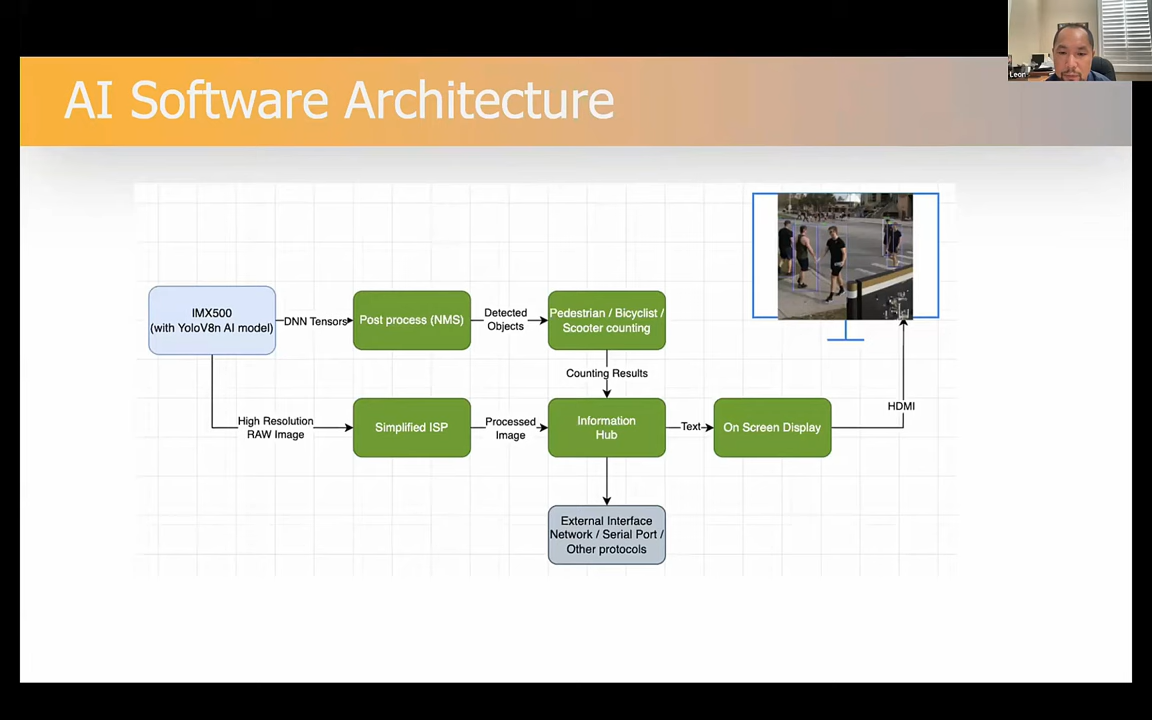 Leon
AI Software Architecture
IMX500
(with YoloV8n AI model)
DNN Tensors
Post process (NMS)
Detected
Objects
Pedestrian / Bicyclist /
Scooter counting
Counting Results
High Resolution
RAW Image
Simplified ISP
Processed
Image
Information
Hub
Text
On Screen Display
HDMI
External Interface
Network / Serial Port /
Other protocols